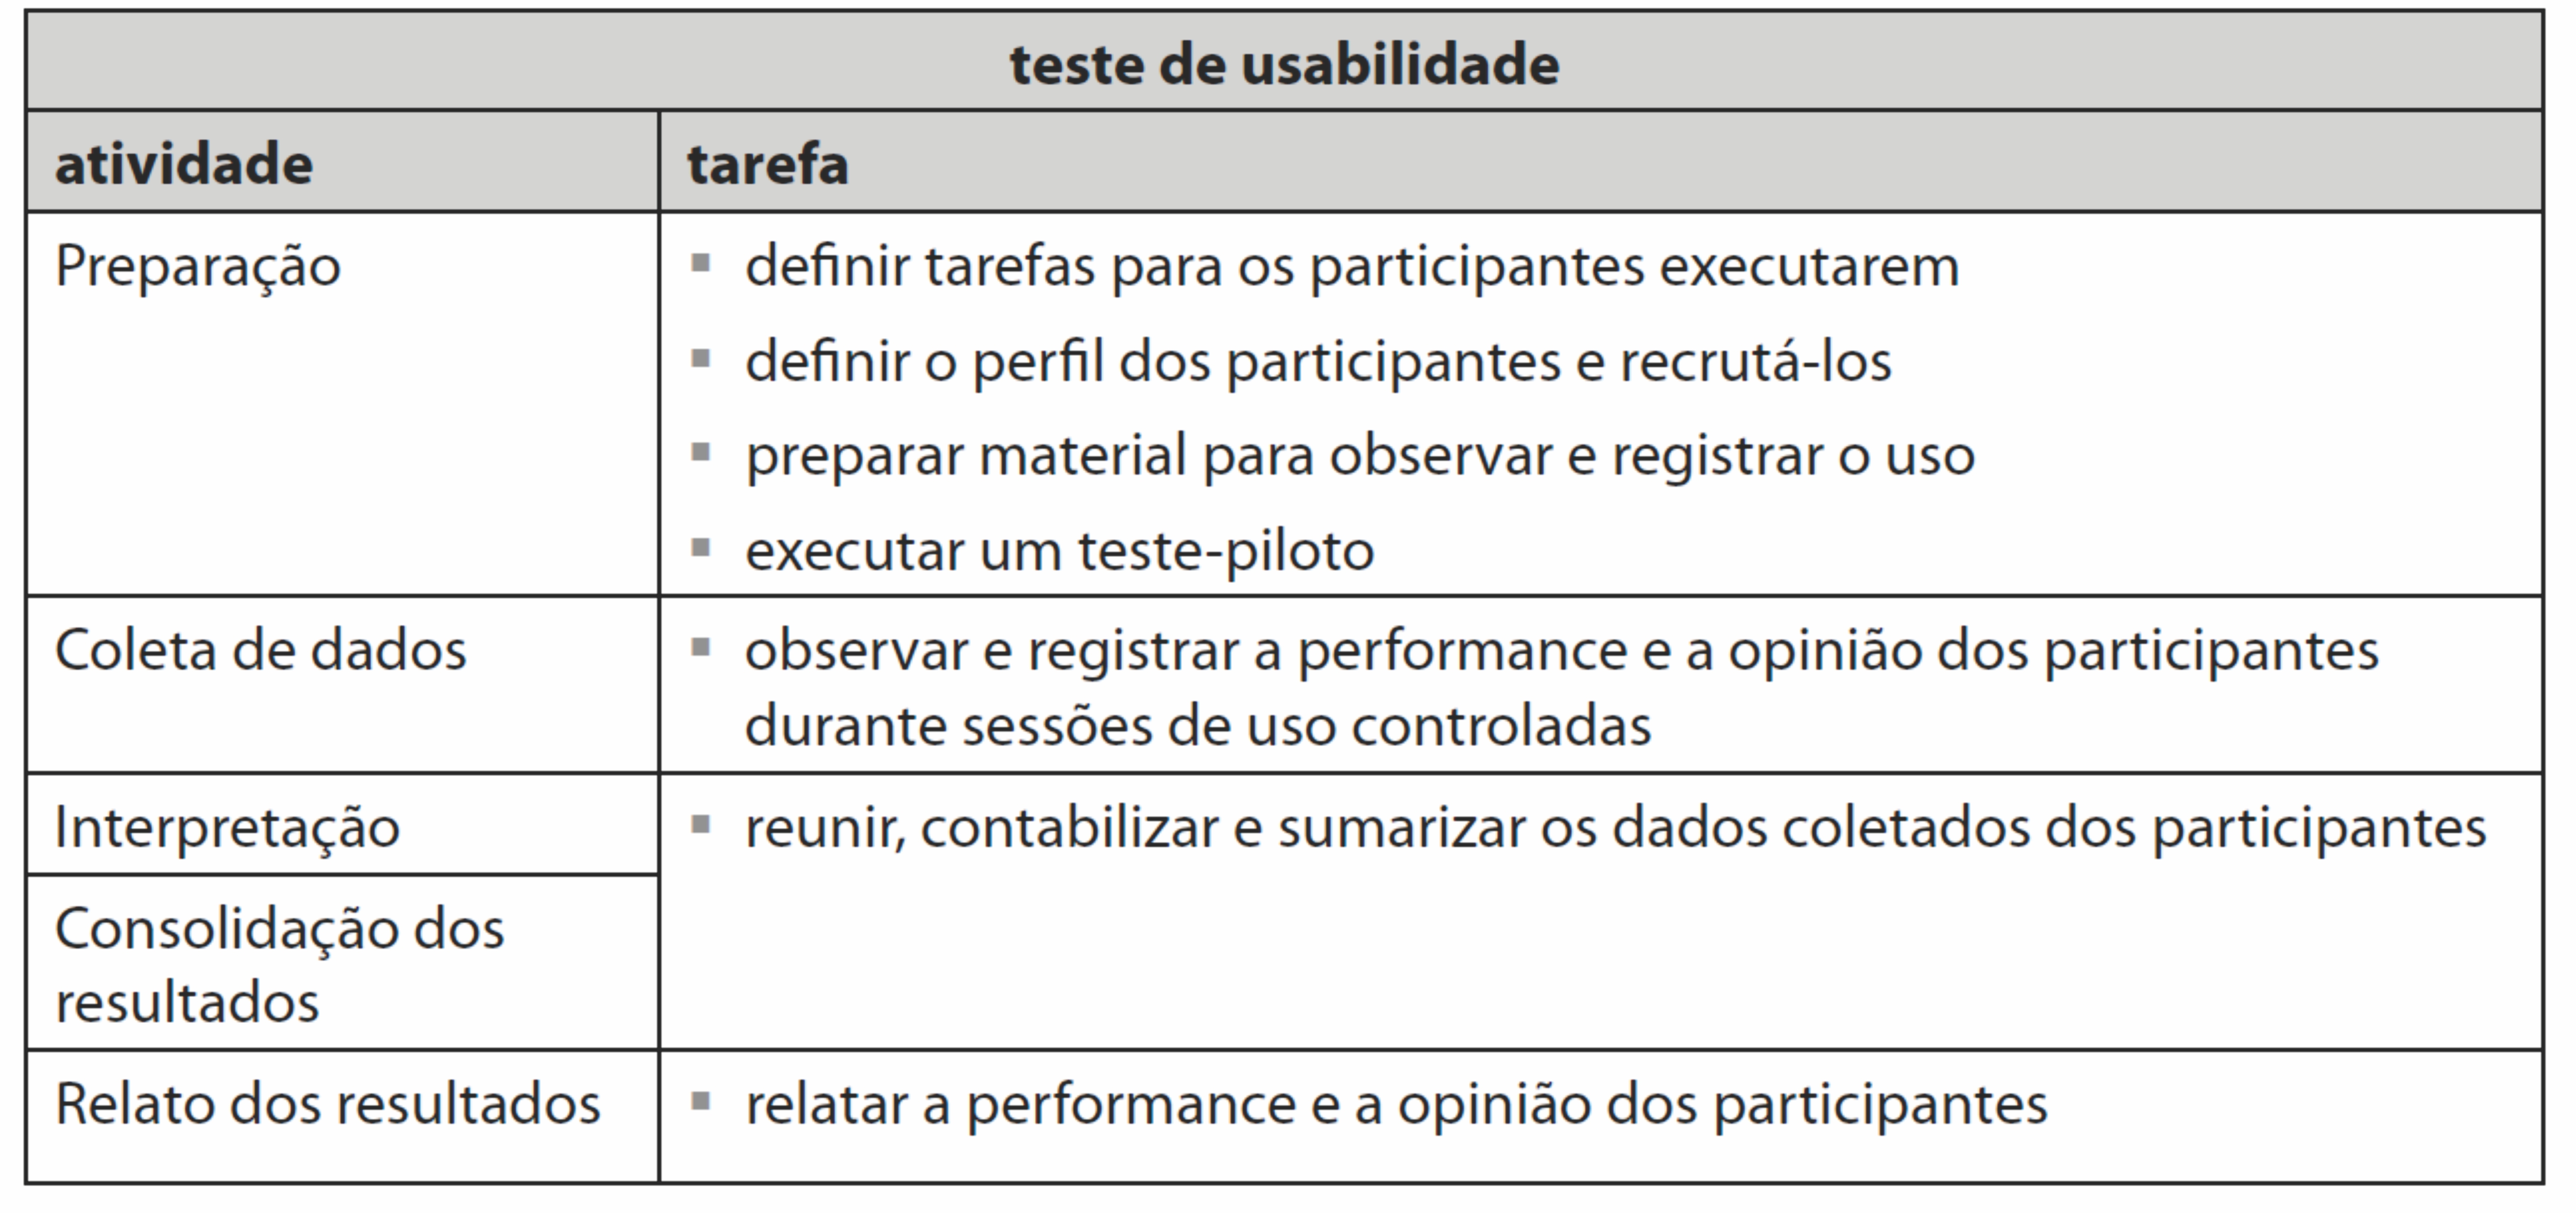 teste de usabilidade
atividade
tarefa
Preparação
▪ definir tarefas para os participantes executarem
▪ definir o perfil dos participantes e recrutá-los
▪ preparar material para observar e registrar o uso
▪ executar um teste-piloto
Coleta de dados
▪ observar e registrar a performance e a opinião dos participantes
durante sessões de uso controladas
Interpretação
▪ reunir, contabilizar e sumarizar os dados coletados dos participantes
Consolidação dos
resultados
Relato dos resultados
▪ relatar a performance e a opinião dos participantes